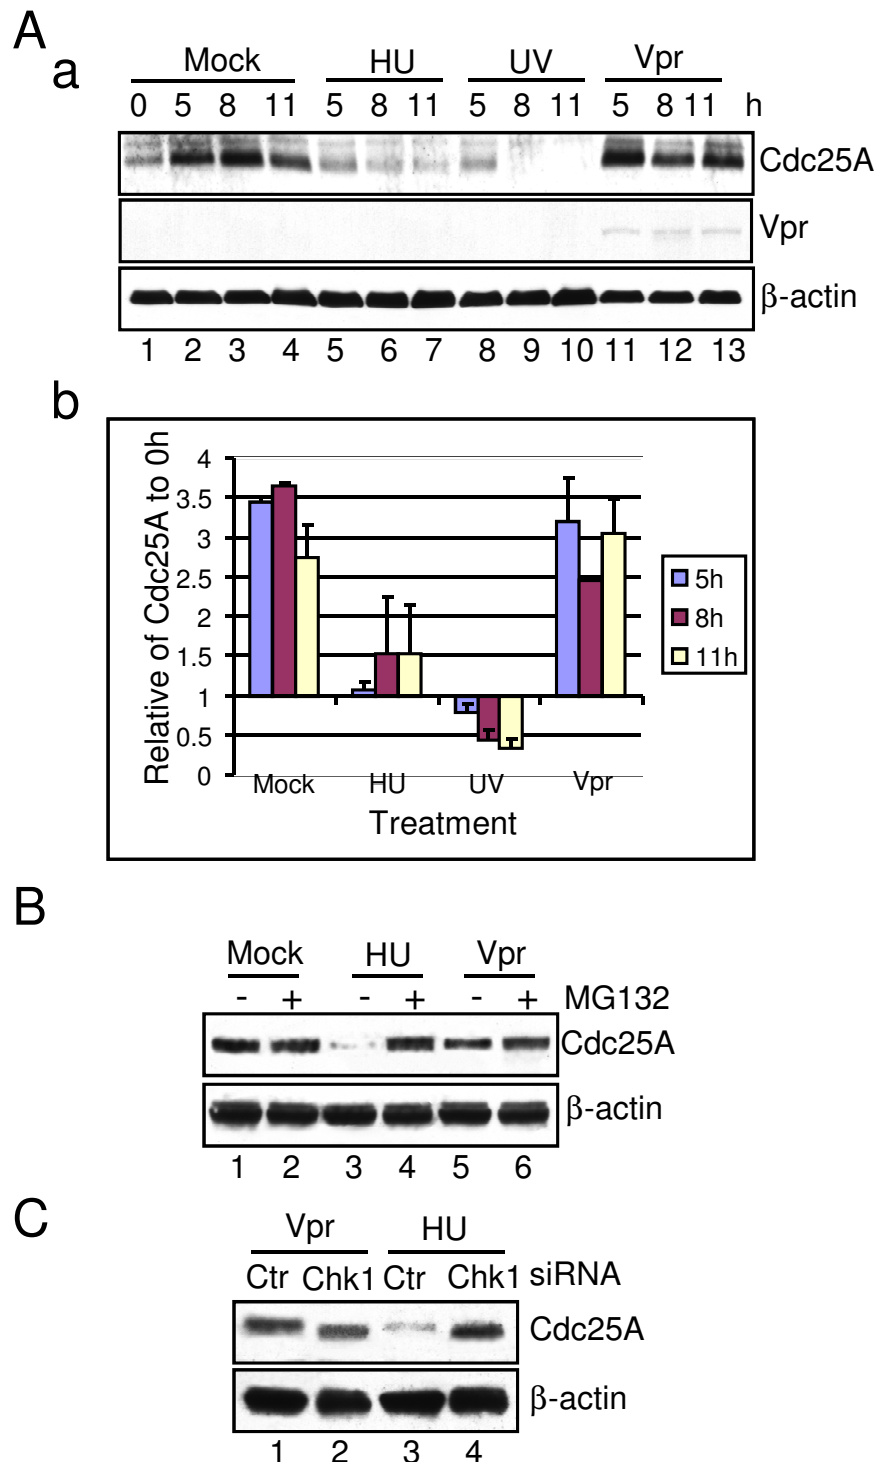 A
a
Mock HU UV Vpr
0 5 8 11 5 8 11 5 8 11 5 8 11 h
Cdc25A
Vpr
β-actin
1 2 3 4 5 6 7 8 9 10 11 12 13
b
Relative of Cdc25A to 0h
4
3.5
3
2.5
2
1.5
1
0.5
0
Mock HU UV Vpr
Treatment
5h
8h
11h
B
Mock HU Vpr
- + - + - + MG132
Cdc25A
β-actin
1 2 3 4 5 6
C
Vpr HU
Ctr Chk1 Ctr Chk1 siRNA
Cdc25A
β-actin
1 2 3 4